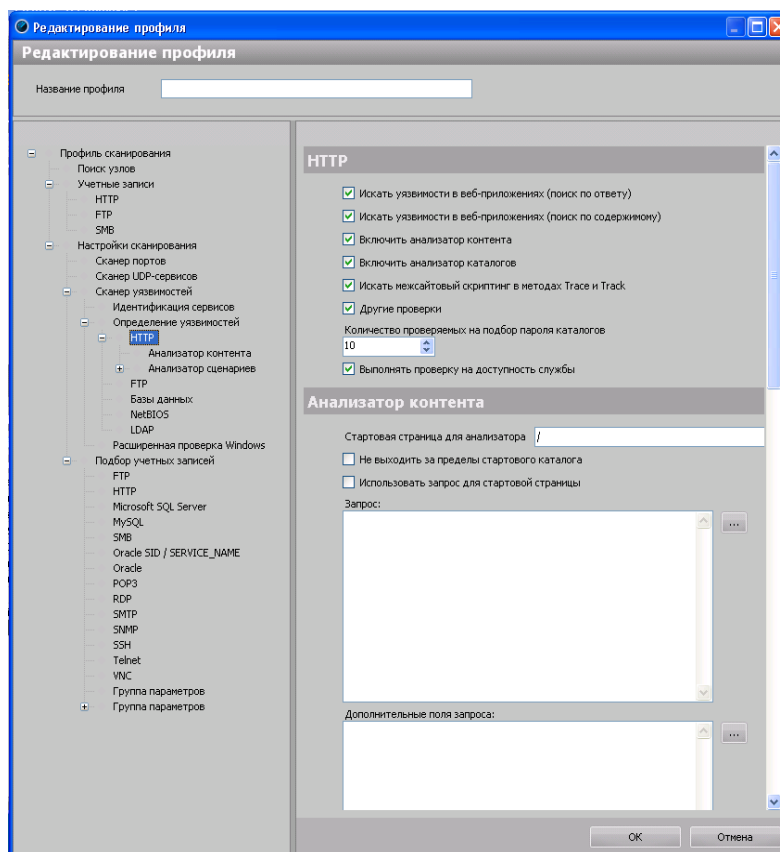 Редактирование профиля
Редактирование профиля
Название профиля
Профиль сканирования
Поиск узлов
Учетные записи
HTTP
FTP
SMB
Настройки сканирования
Сканер портов
Сканер UDP-сервисов
Сканер уязвимостей
Идентификация сервисов
Определение уязвимостей
HTTP
Анализатор контента
Анализатор сценариев
FTP
Базы данных
NetBIOS
LDAP
Расширенная проверка Windows
Подбор учетных записей
FTP
HTTP
Microsoft SQL Server
MySQL
SMB
Oracle SID / SERVICE_NAME
Oracle
POP3
RDP
SMTP
SNMP
SSH
Telnet
VNC
Группа параметров
Группа параметров
HTTP
Искать уязвимости в веб-приложениях (поиск по ответу)
Искать уязвимости в веб-приложениях (поиск по содержимому)
Включить анализатор контента
Включить анализатор каталогов
Искать межсайтовый скриптинг в методах Trace и Track
Другие проверки
Количество проверяемых на подбор пароля каталогов
10
Выполнять проверку на доступность службы
Анализатор контента
Стартовая страница для анализатора /
Не выходить за пределы стартового каталога
Использовать запрос для стартовой страницы
Запрос:
...
Дополнительные поля запроса:
...
OK Отмена